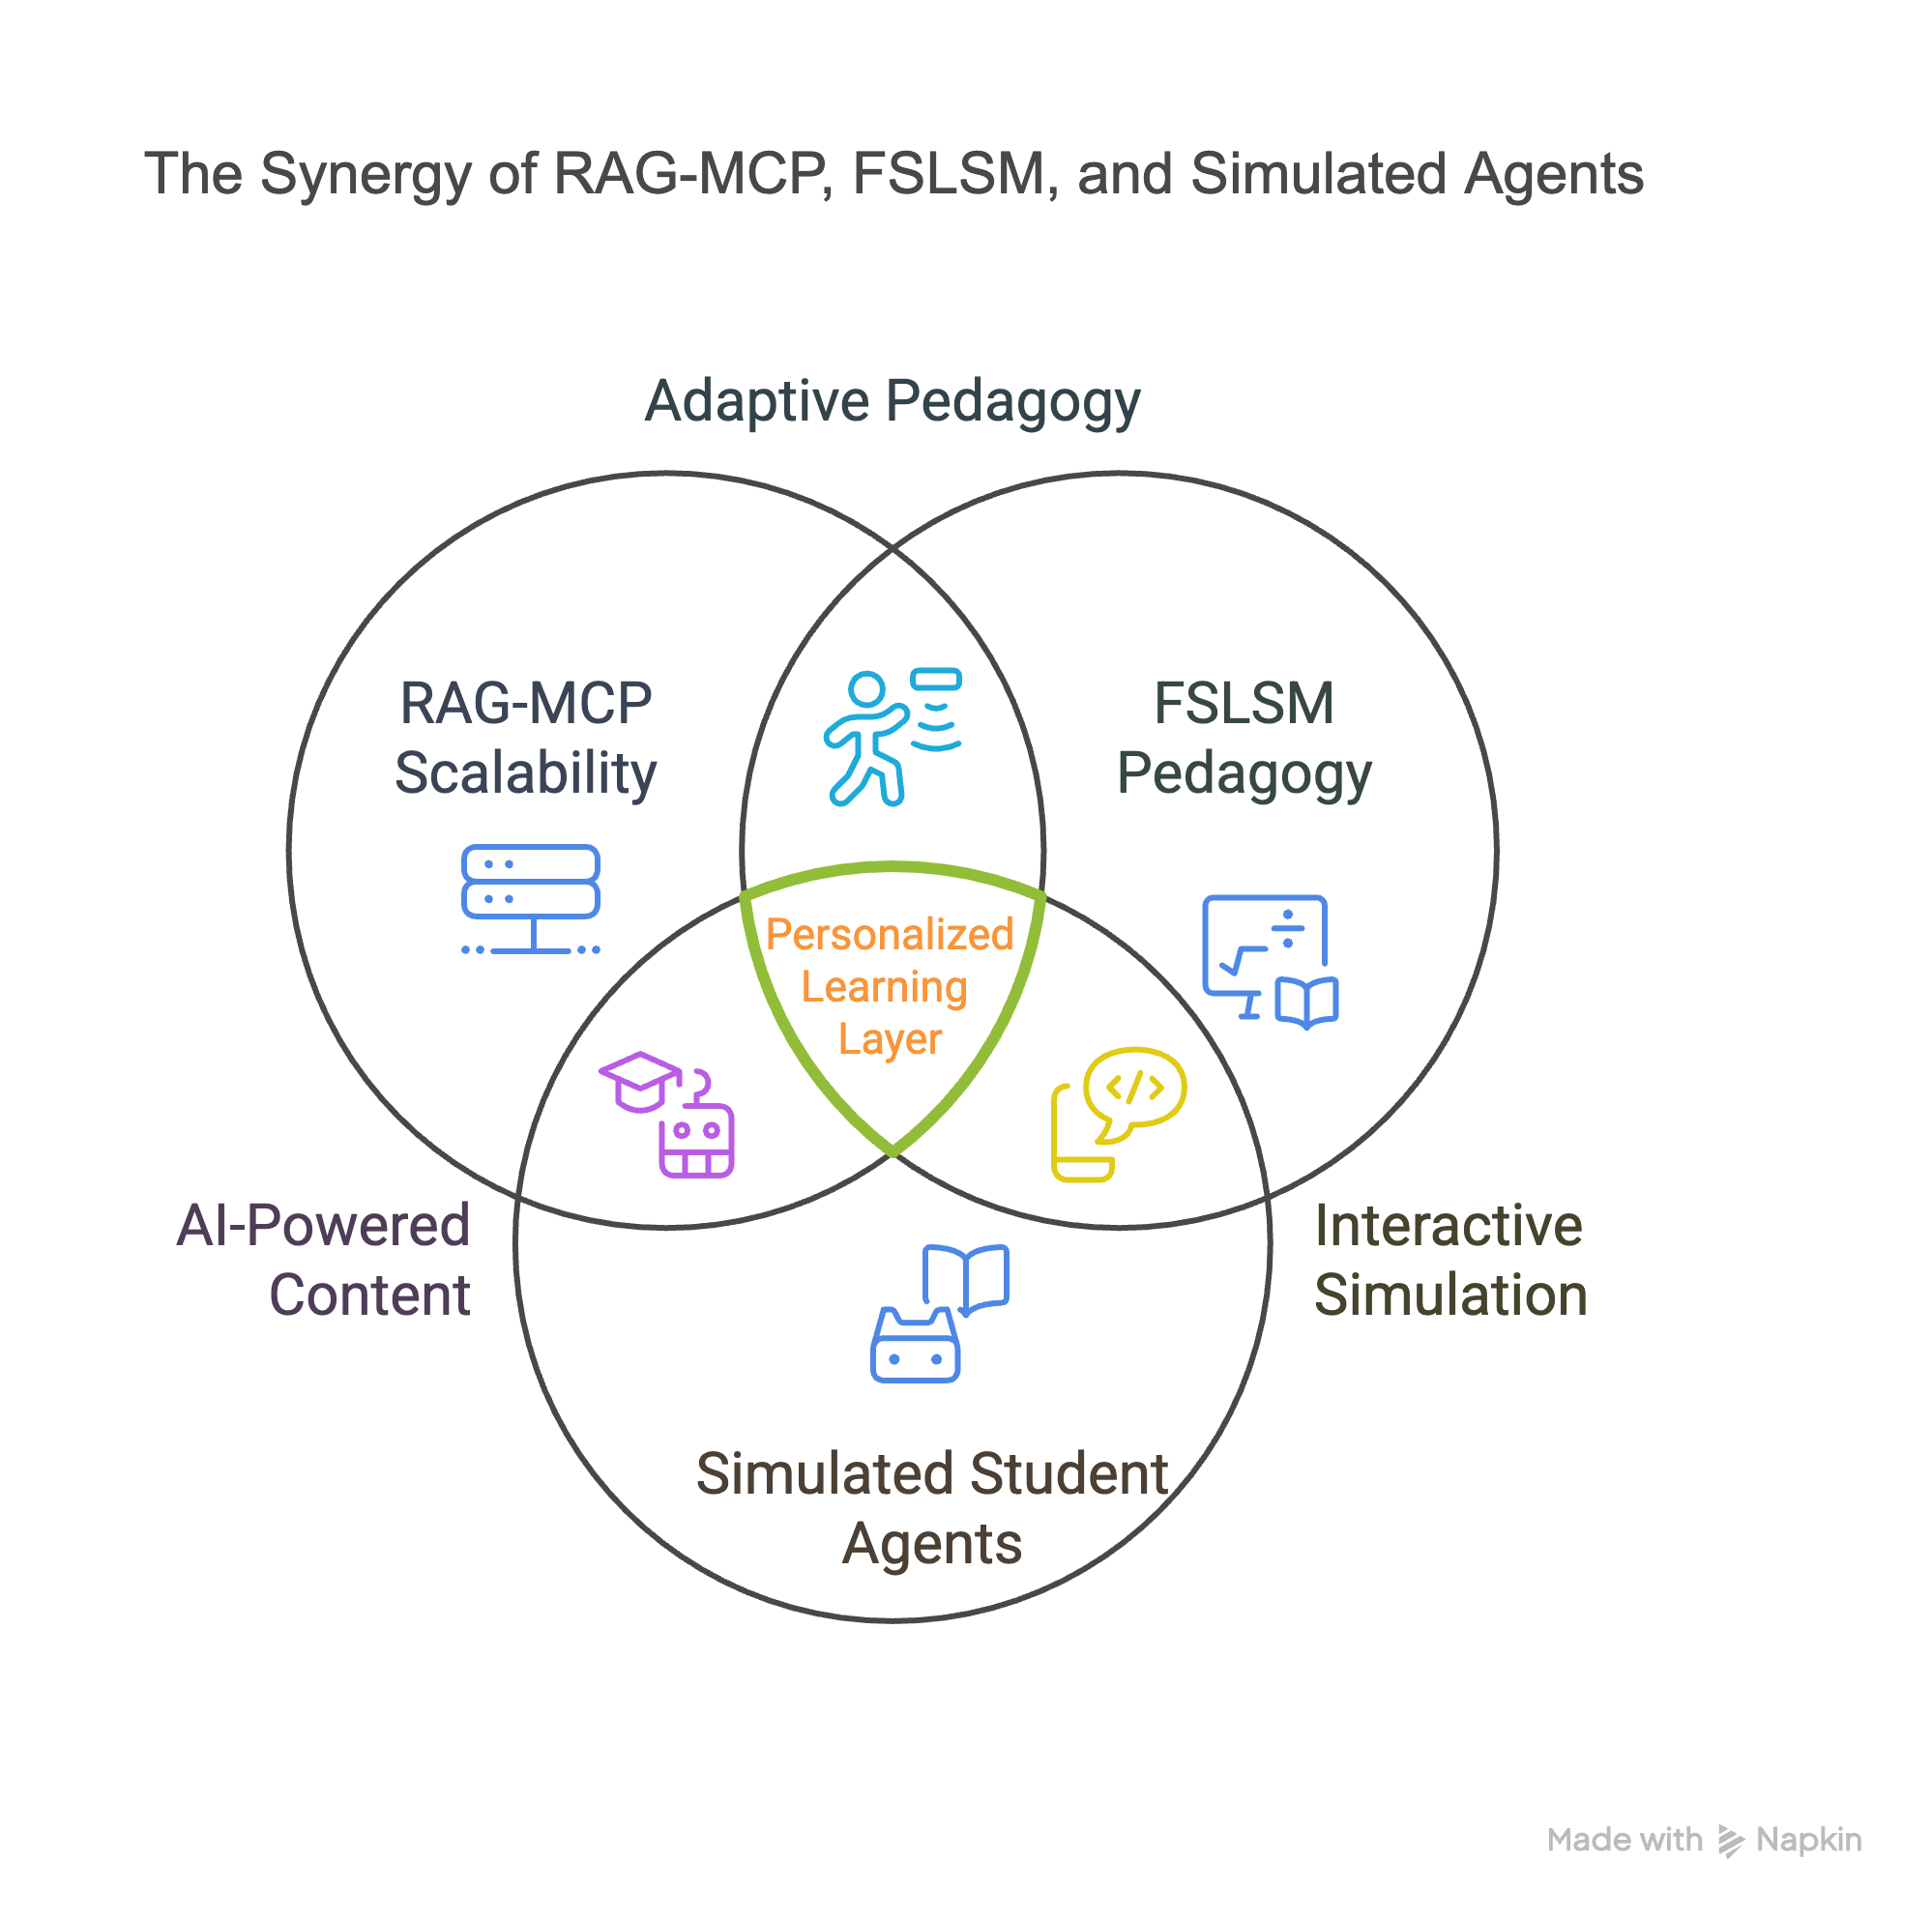 The Synergy of RAG-MCP, FSLSM, and Simulated Agents
Adaptive Pedagogy
RAG-MCP
Scalability
FSLSM
Pedagogy
Personalized
Learning
Layer
</>
AI-Powered
Content
Interactive
Simulation
Simulated Student
Agents
Made with Napkin